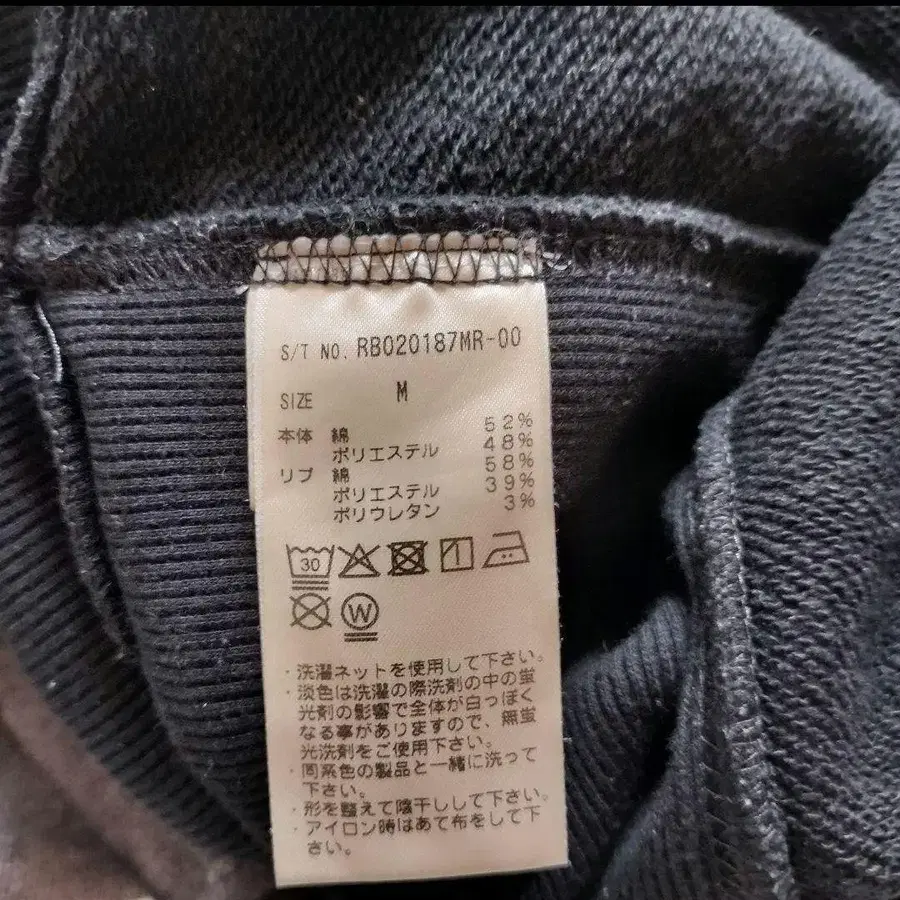 S/T NO. RB020187MR-00
SIZE M
本体 綿 52%
ポリエステル 48%
リブ 綿 58%
ポリエステル 39%
ポリウレタン 3%
30
W
・洗濯ネットを使用して下さい。
・淡色は洗濯の際洗剤の中の蛍
光剤の影響で全体が白っぽく
なる事がありますので、無蛍
光洗剤をご使用下さい。
・同系色の製品と一緒に洗って
下さい。
・形を整えて陰干しして下さい。
・アイロン時はあて布をして下
さい。